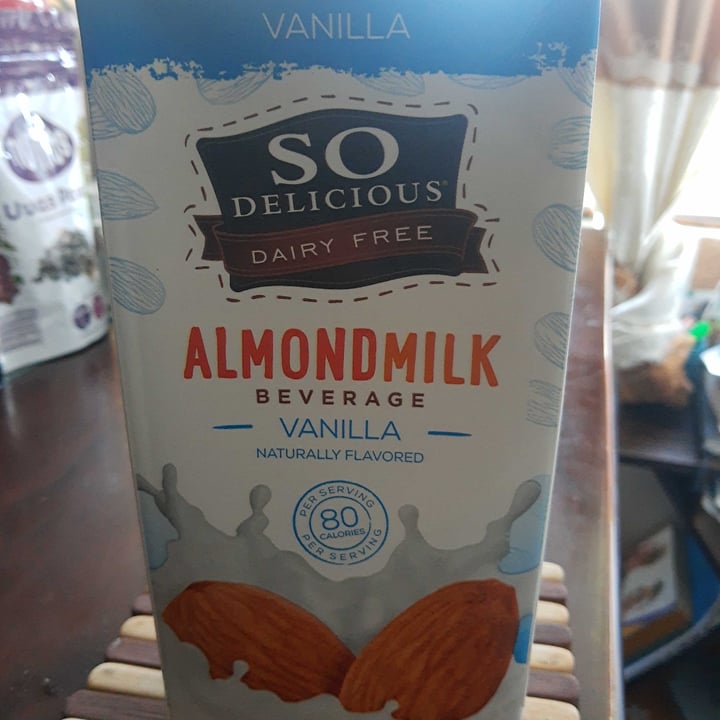 VANILLA
SO
DELICIOUS®
DAIRY FREE
ALMONDMILK
BEVERAGE
VANILLA
NATURALLY FLAVORED
PER SERVING
80
CALORIES
PER SERVING